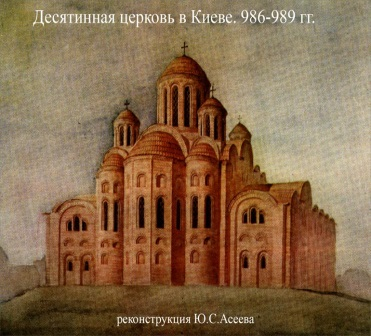 Десятинная церковь в Киеве. 986-989 гг.
реконструкция Ю.С.Асеева